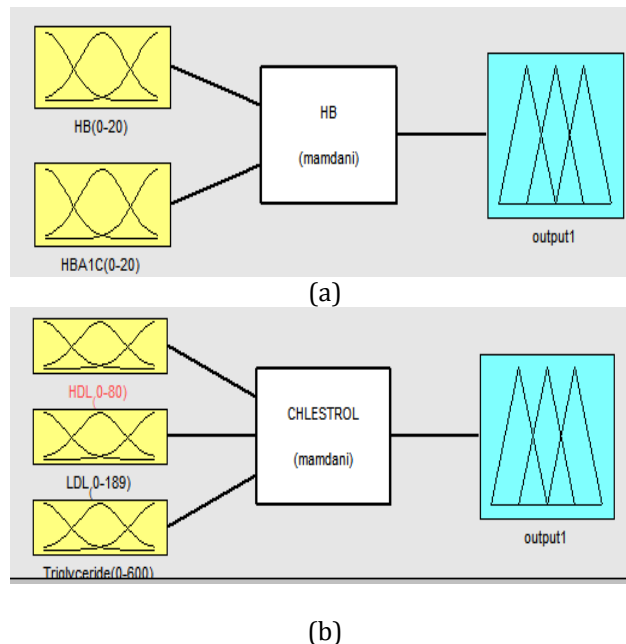 HB(0-20)
HB
(mamdani)
output1
HBA1C(0-20)
(a)
HDL(0-80)
CHLESTROL
(mamdani)
LDL(0-189)
output1
Triglyceride(0-600)
(b)